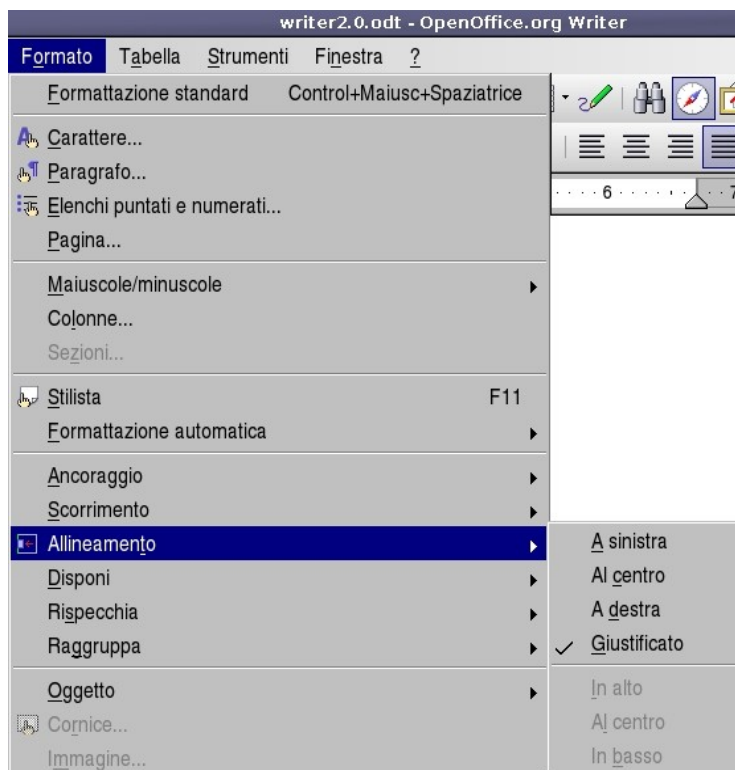 writer2.0.odt - OpenOffice.org Writer
Formato Tabella Strumenti Finestra ?
Formattazione standard Control+Maiusc+Spaziatrice
Carattere...
Paragrafo...
Elenchi puntati e numerati...
Pagina...
6 7
Maiuscole/minuscole
Colonne...
Sezioni...
Stilista F11
Formattazione automatica
Ancoraggio
Scorrimento
Allineamento
Disponi
Rispecchia
Raggruppa
Oggetto
Cornice...
Immagine...
A sinistra
Al centro
A destra
Giustificato
In alto
Al centro
In basso